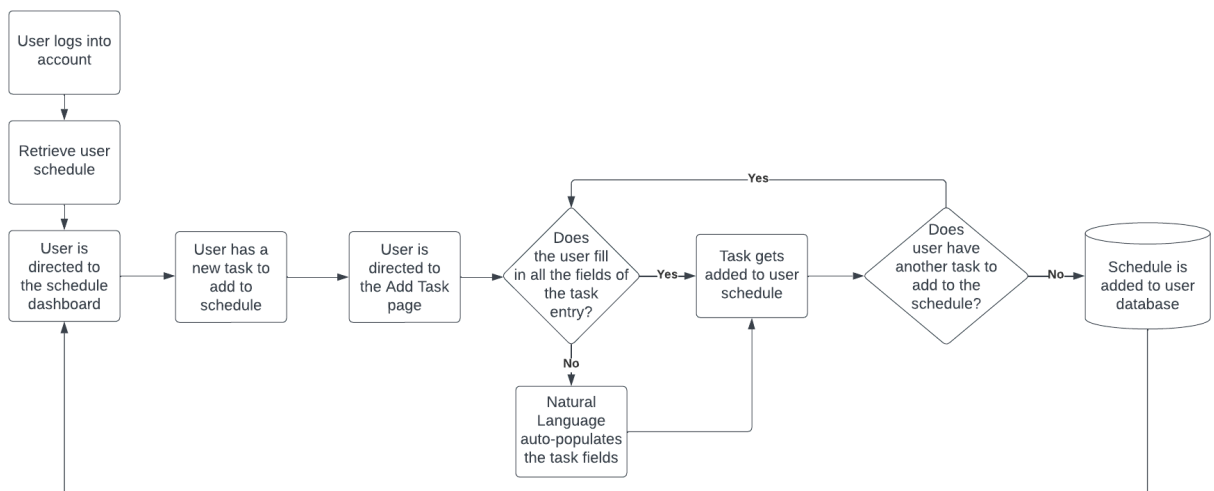 User logs into
account
Retrieve user
schedule
User is
directed to
the schedule
dashboard
User has a
new task to
add to
schedule
User is
directed to
the Add Task
page
Does
the user fill
in all the fields of
the task
entry?
Yes
No
Natural
Language
auto-populates
the task fields
Task gets
added to user
schedule
Does
user have
another task to
add to the
schedule?
Yes
No
Schedule is
added to user
database